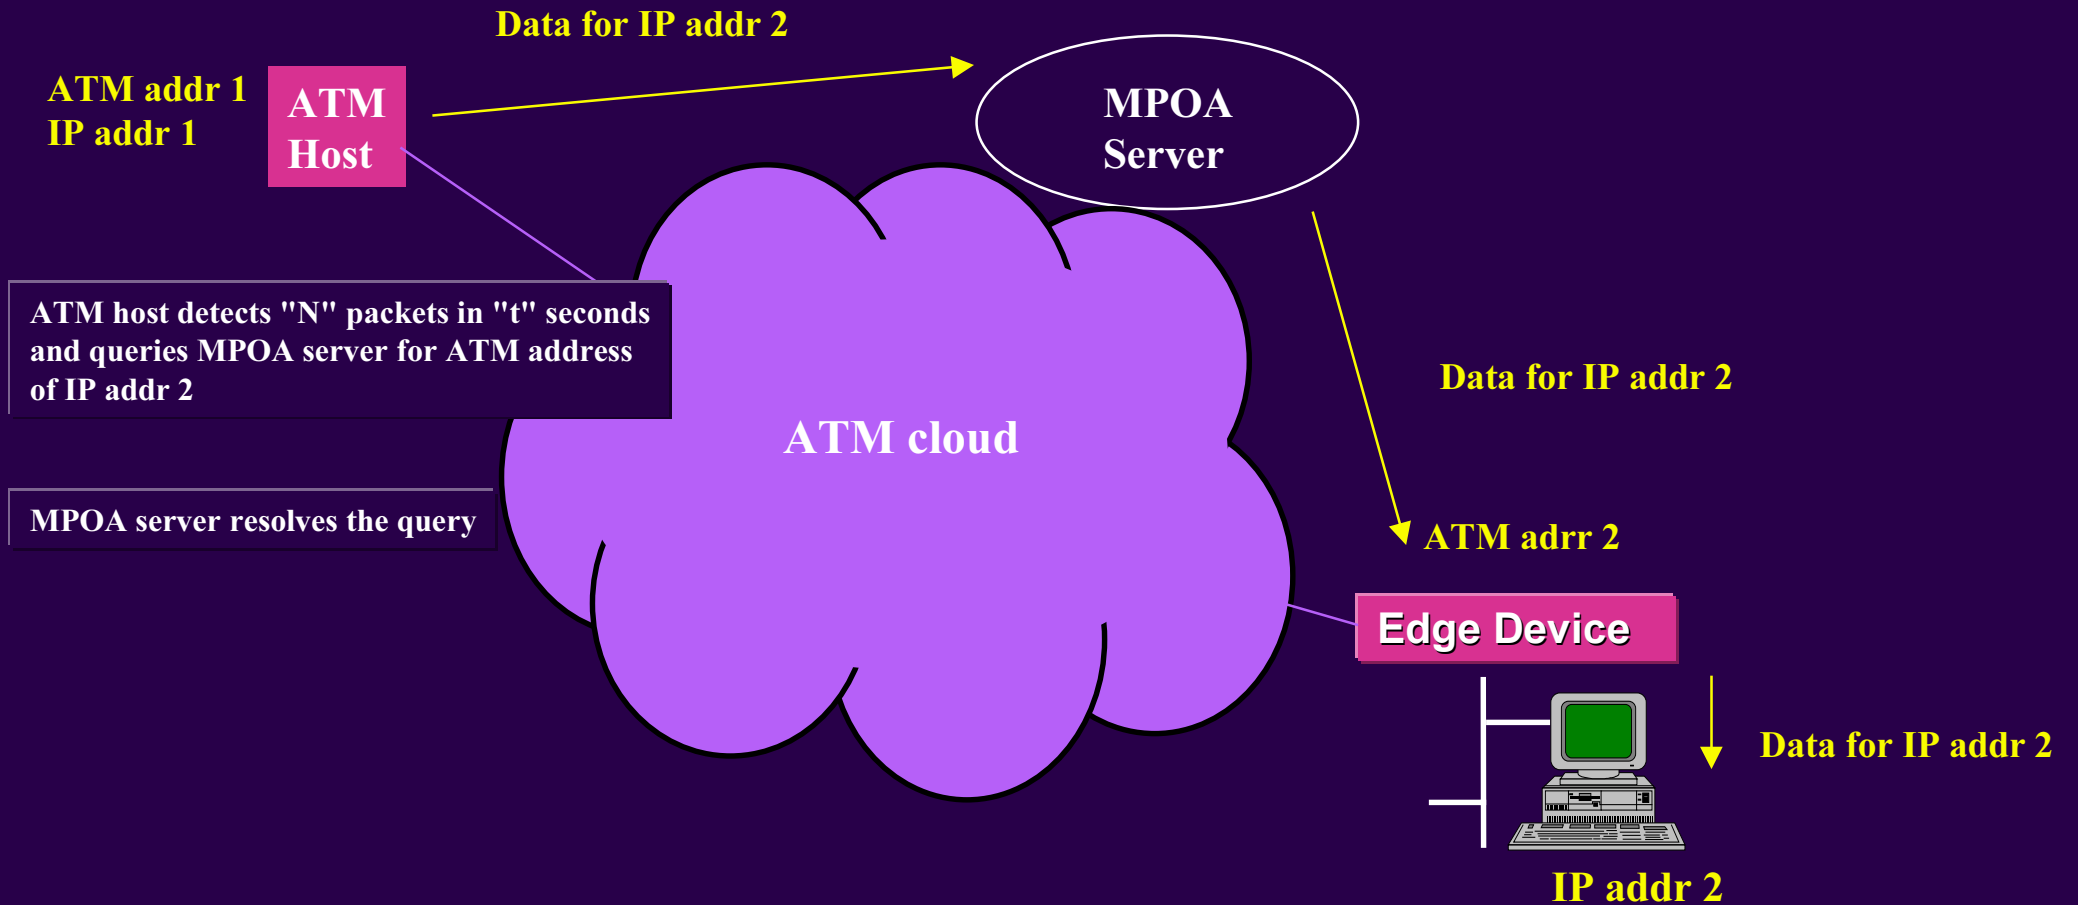 Data for IP addr 2
ATM addr 1
IP addr 1
ATM
Host
MPOA
Server
ATM host detects "N" packets in "t" seconds
and queries MPOA server for ATM address
of IP addr 2
Data for IP addr 2
ATM cloud
MPOA server resolves the query
ATM adrr 2
Edge Device
Data for IP addr 2
IP addr 2